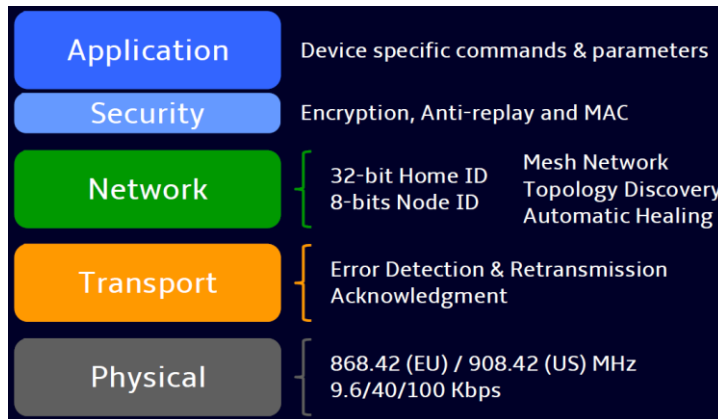 Application
Device specific commands & parameters
Security
Encryption, Anti-replay and MAC
Network
32-bit Home ID
8-bits Node ID
Mesh Network
Topology Discovery
Automatic Healing
Transport
Error Detection & Retransmission
Acknowledgment
Physical
868.42 (EU) / 908.42 (US) MHz
9.6/40/100 Kbps